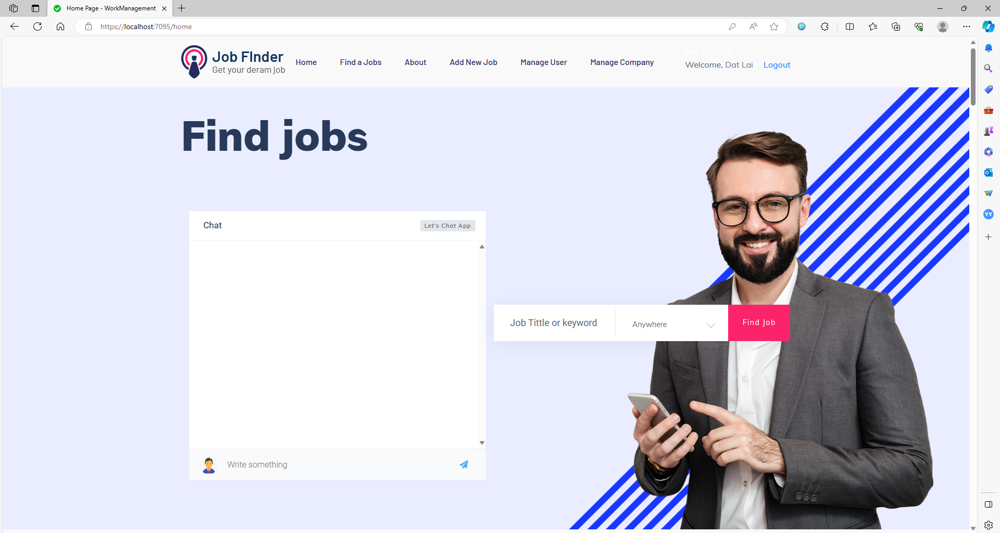 Home Page - WorkManagement
https://localhost:7095/home
Job FInder
Get your deram job
Home
Find a Jobs
About
Add New Job
Manage User
Manage Company
See Your Job
Welcome, Dat Lai
Logout
Find jobs
Chat
Let's Chat App
Job Tittle or keyword
Anywhere
Find Job
Write something
YY